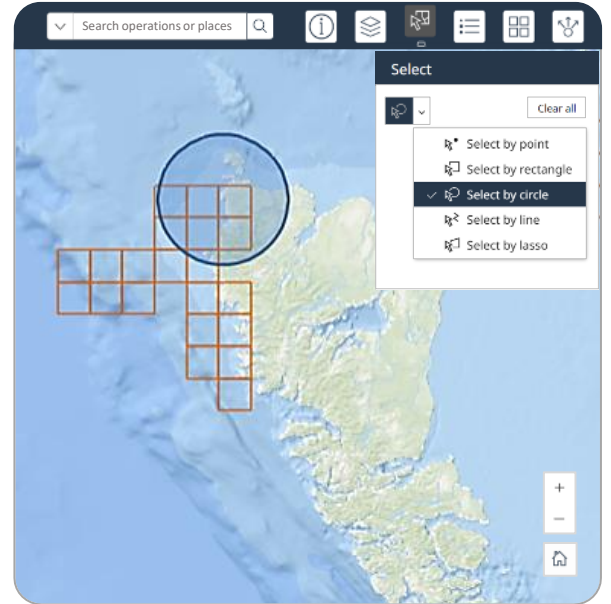 Search operations or places
Select
Clear all
Select by point
Select by rectangle
Select by circle
Select by line
Select by lasso